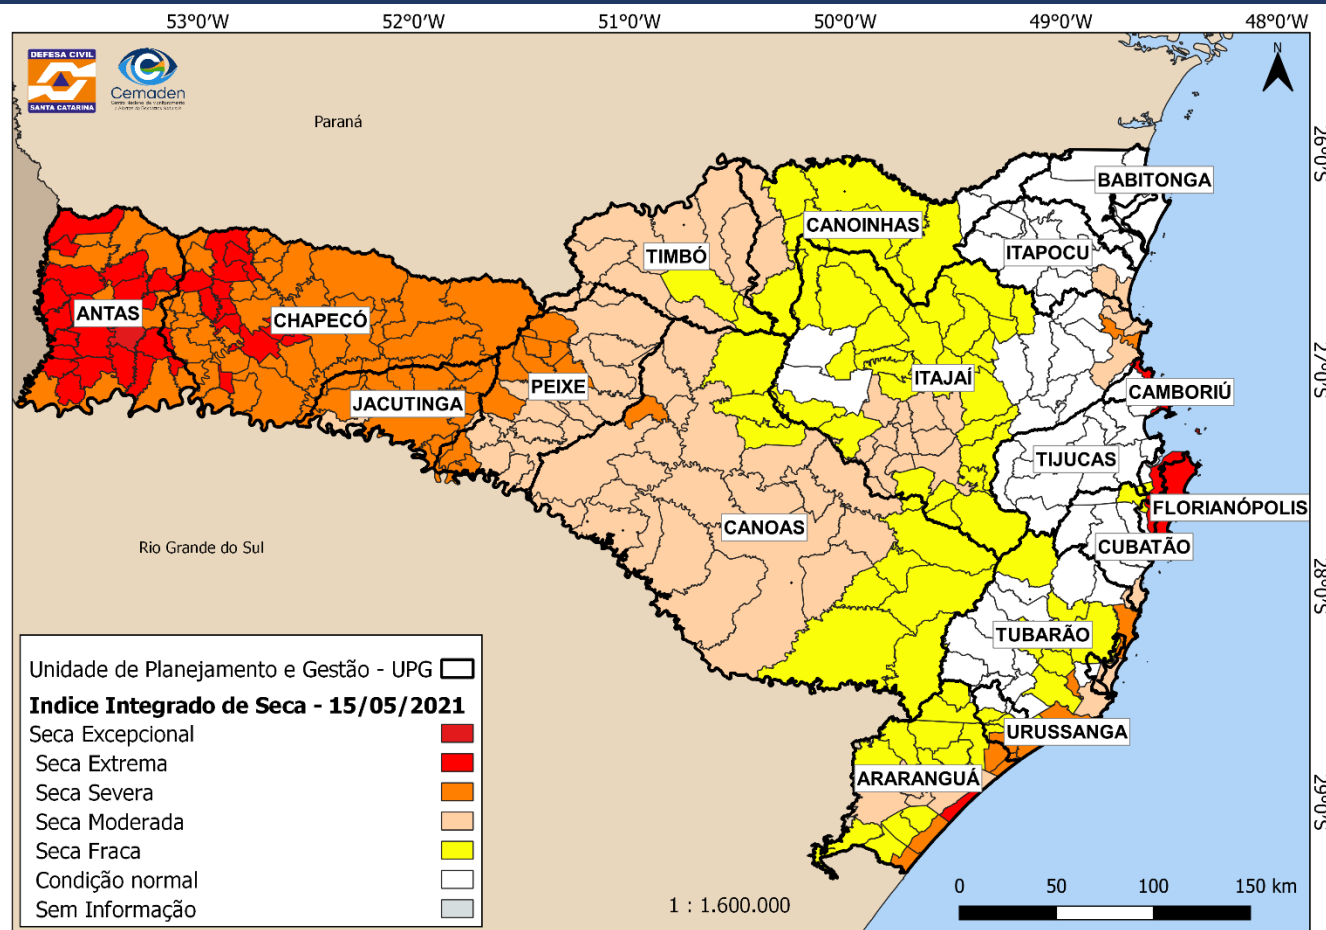 53°0'W 52°0'W 51°0'W 50°0'W 49°0'W 48°0'W
DEFESA CIVIL
SANTA CATARINA
Cemaden
N
Paraná
26°0'S
BABITONGA
CANOINHAS
ITAPOCU
TIMBÓ
ANTAS
CHAPECÓ
27°0'S
ITAJAÍ
PEIXE
CAMBORIÚ
JACUTINGA
TIJUCAS
FLORIANÓPOLIS
CANOAS
CUBATÃO
Rio Grande do Sul
28°0'S
TUBARÃO
URUSSANGA
ARARANGUÁ
29°0'S
Unidade de Planejamento e Gestão - UPG
Indice Integrado de Seca - 15/05/2021
Seca Excepcional
Seca Extrema
Seca Severa
Seca Moderada
Seca Fraca
Condição normal
Sem Informação
1 : 1.600.000
0 50 100 150 km